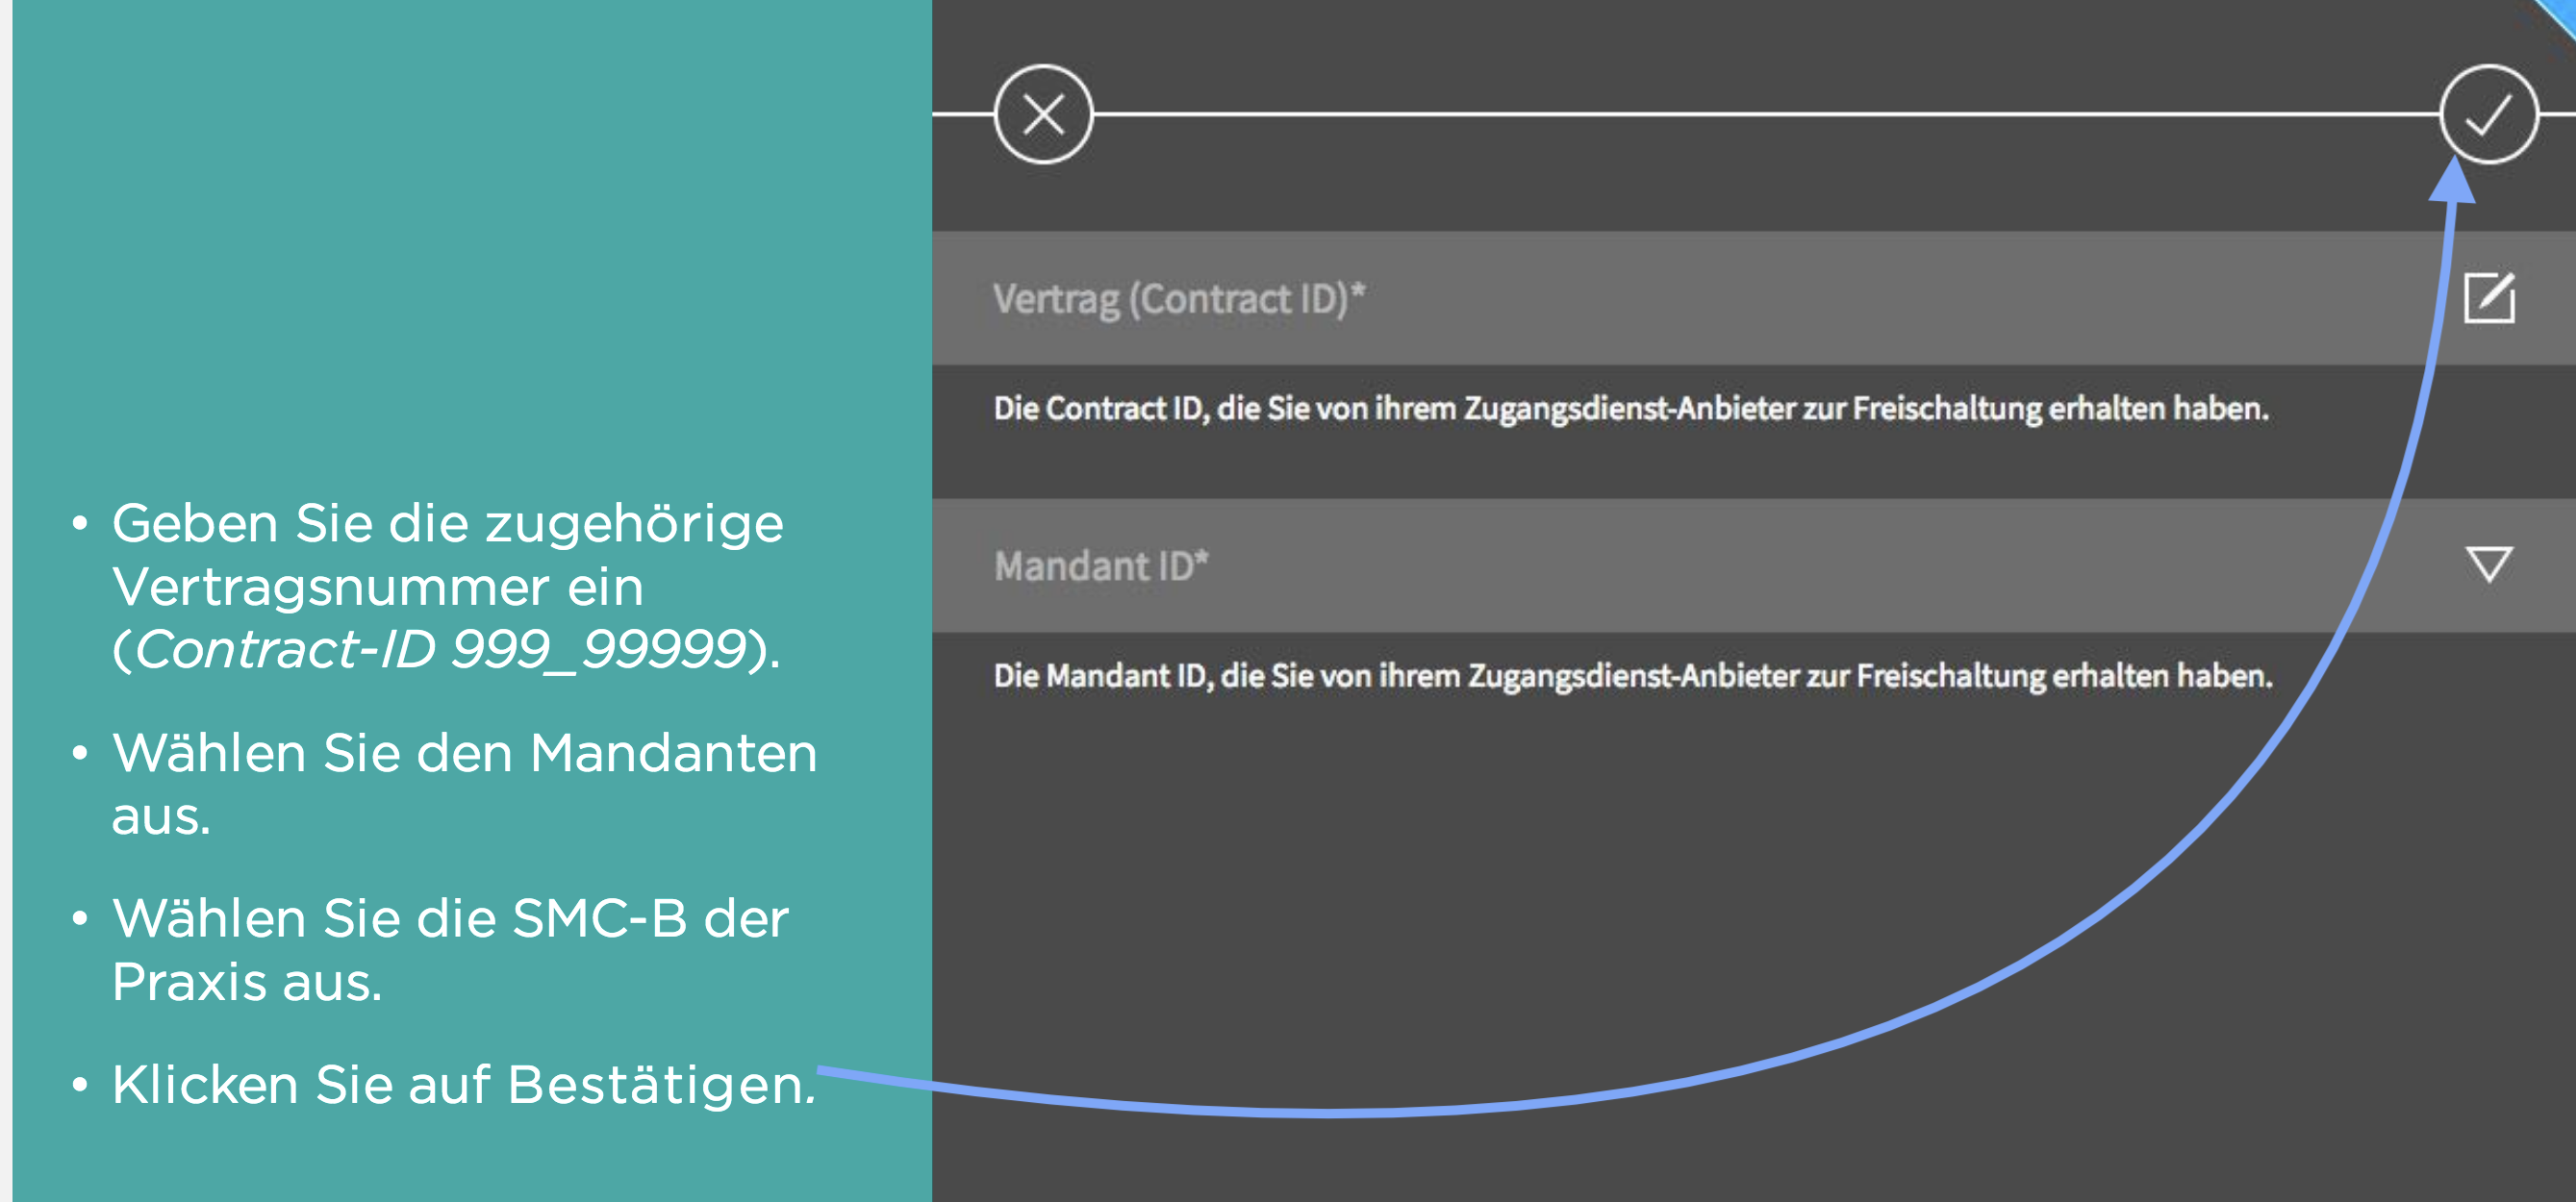 • Geben Sie die zugehörige
Vertragsnummer ein
(Contract-ID 999_99999).
• Wählen Sie den Mandanten
aus.
• Wählen Sie die SMC-B der
Praxis aus.
• Klicken Sie auf Bestätigen.
Vertrag (Contract ID)*
Die Contract ID, die Sie von ihrem Zugangsdienst-Anbieter zur Freischaltung erhalten haben.
Mandant ID*
Die Mandant ID, die Sie von ihrem Zugangsdienst-Anbieter zur Freischaltung erhalten haben.